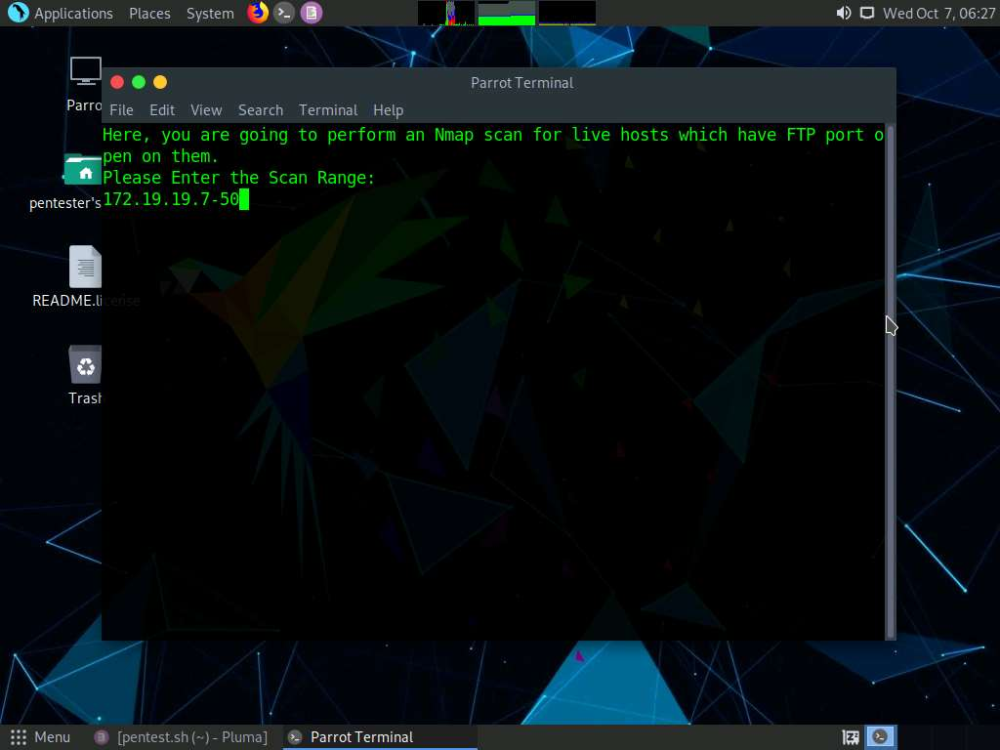 Applications Places System
Wed Oct 7, 06:27
Parrot Terminal
File Edit View Search Terminal Help
Here, you are going to perform an Nmap scan for live hosts which have FTP port o
pen on them.
Please Enter the Scan Range:
172.19.19.7-50
Parro
pentester's
README.license
Trash
Menu
[pentest.sh (~) - Pluma]
Parrot Terminal